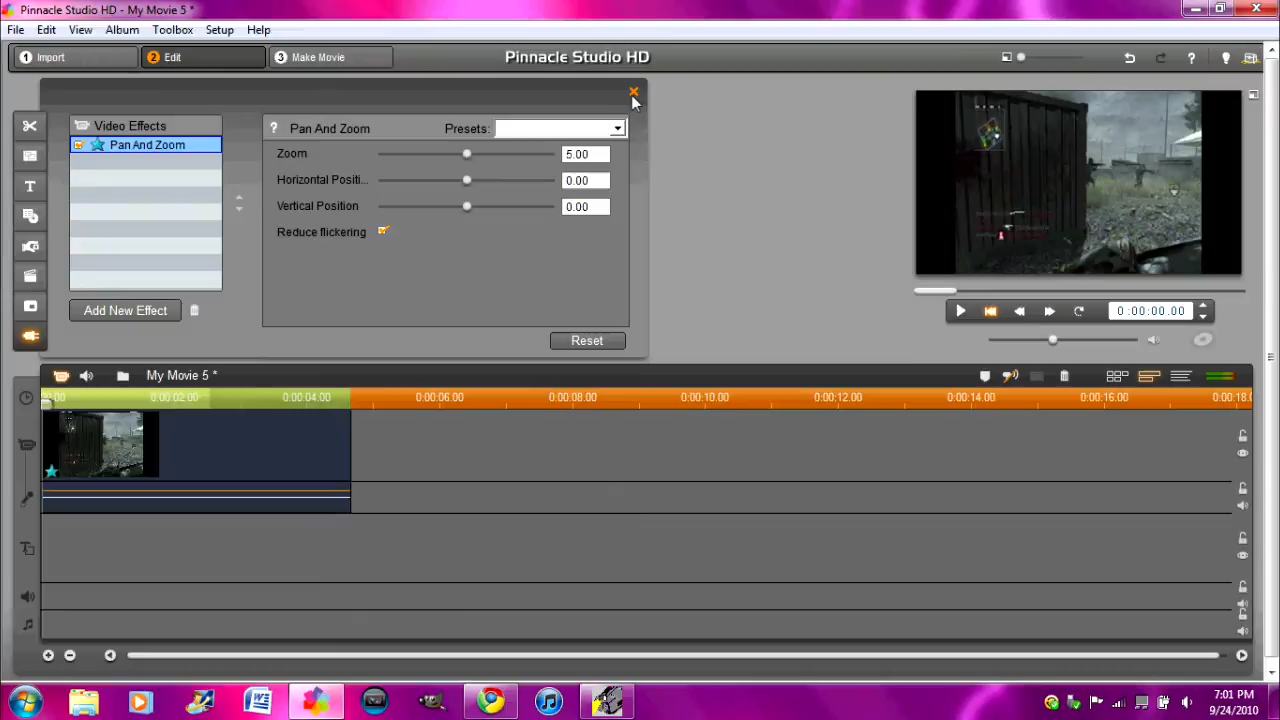 Pinnacle Studio HD - My Movie 5 *
File Edit View Album Toolbox Setup Help
1 Import 2 Edit 3 Make Movie Pinnacle Studio HD
Video Effects
Pan And Zoom
Add New Effect
? Pan And Zoom Presets:
Zoom 5.00
Horizontal Positi... 0.00
Vertical Position 0.00
Reduce flickering
Reset
0:00:00.00
My Movie 5 *
0:00:02.00 0:00:04.00 0:00:06.00 0:00:08.00 0:00:10.00 0:00:12.00 0:00:14.00 0:00:16.00 0:00:18.0
7:01 PM
9/24/2010